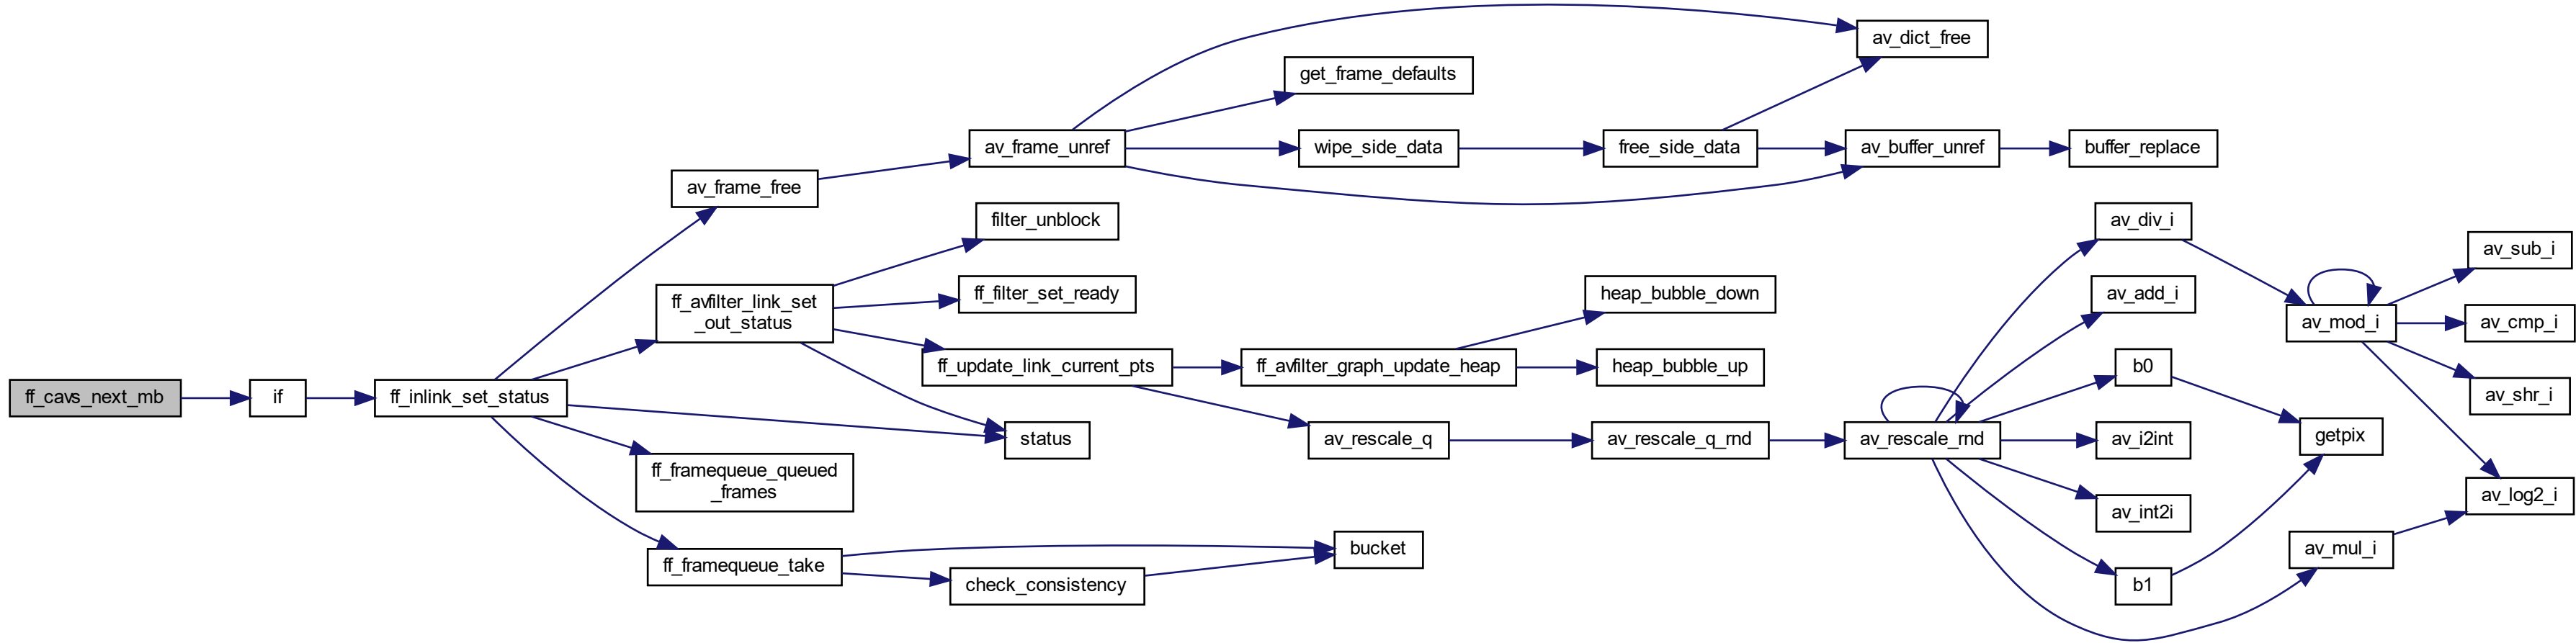 ff_cavs_next_mb
if
ff_inlink_set_status
av_frame_free
ff_avfilter_link_set
_out_status
ff_framequeue_queued
_frames
ff_framequeue_take
av_frame_unref
filter_unblock
ff_filter_set_ready
ff_update_link_current_pts
status
check_consistency
get_frame_defaults
wipe_side_data
ff_avfilter_graph_update_heap
av_rescale_q
bucket
free_side_data
heap_bubble_down
heap_bubble_up
av_rescale_q_rnd
av_dict_free
av_buffer_unref
av_rescale_rnd
buffer_replace
av_div_i
av_add_i
b0
av_i2int
av_int2i
b1
av_mod_i
getpix
av_mul_i
av_sub_i
av_cmp_i
av_shr_i
av_log2_i